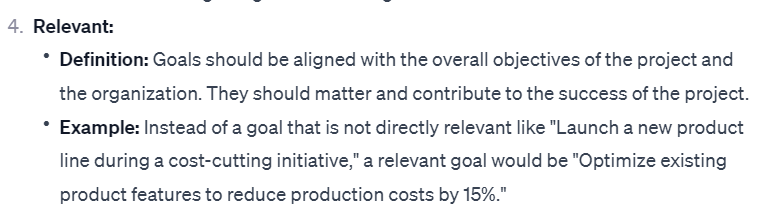 4. Relevant:
• Definition: Goals should be aligned with the overall objectives of the project and
the organization. They should matter and contribute to the success of the project.
• Example: Instead of a goal that is not directly relevant like "Launch a new product
line during a cost-cutting initiative," a relevant goal would be "Optimize existing
product features to reduce production costs by 15%."